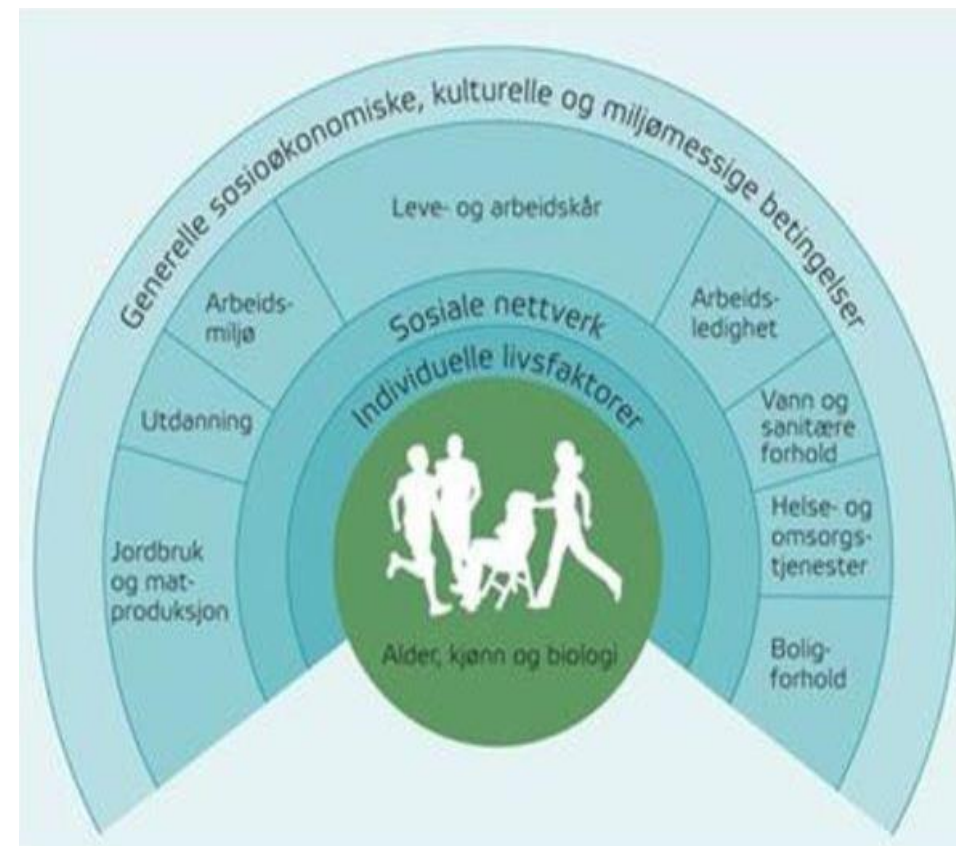 Generelle sosioøkonomiske, kulturelle og miljømessige betingelser
Leve- og arbeidskår
Arbeids-
miljø
Arbeids-
ledighet
Utdanning
Vann og
sanitære
forhold
Jordbruk
og mat-
produksjon
Helse- og
omsorgs-
tjenester
Bolig-
forhold
Sosiale nettverk
Individuelle livsfaktorer
Alder, kjønn og biologi